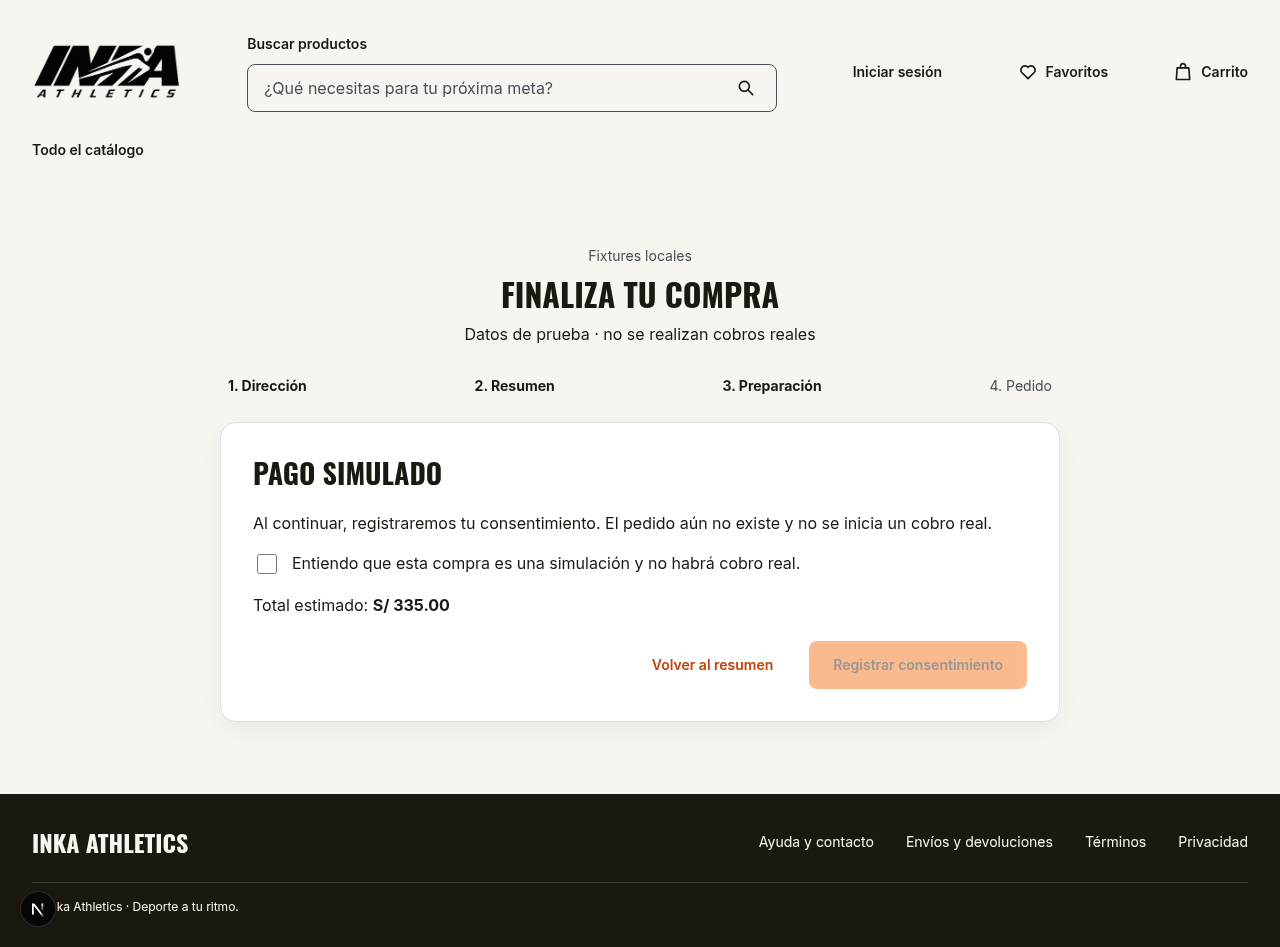 INKA
ATHLETICS
Buscar productos
¿Qué necesitas para tu próxima meta?
Iniciar sesión
Favoritos
Carrito
Todo el catálogo
Fixtures locales
FINALIZA TU COMPRA
Datos de prueba · no se realizan cobros reales
1. Dirección
2. Resumen
3. Preparación
4. Pedido
PAGO SIMULADO
Al continuar, registraremos tu consentimiento. El pedido aún no existe y no se inicia un cobro real.
Entiendo que esta compra es una simulación y no habrá cobro real.
Total estimado: S/ 335.00
Volver al resumen
Registrar consentimiento
INKA ATHLETICS
Ayuda y contacto
Envíos y devoluciones
Términos
Privacidad
N
ka Athletics · Deporte a tu ritmo.